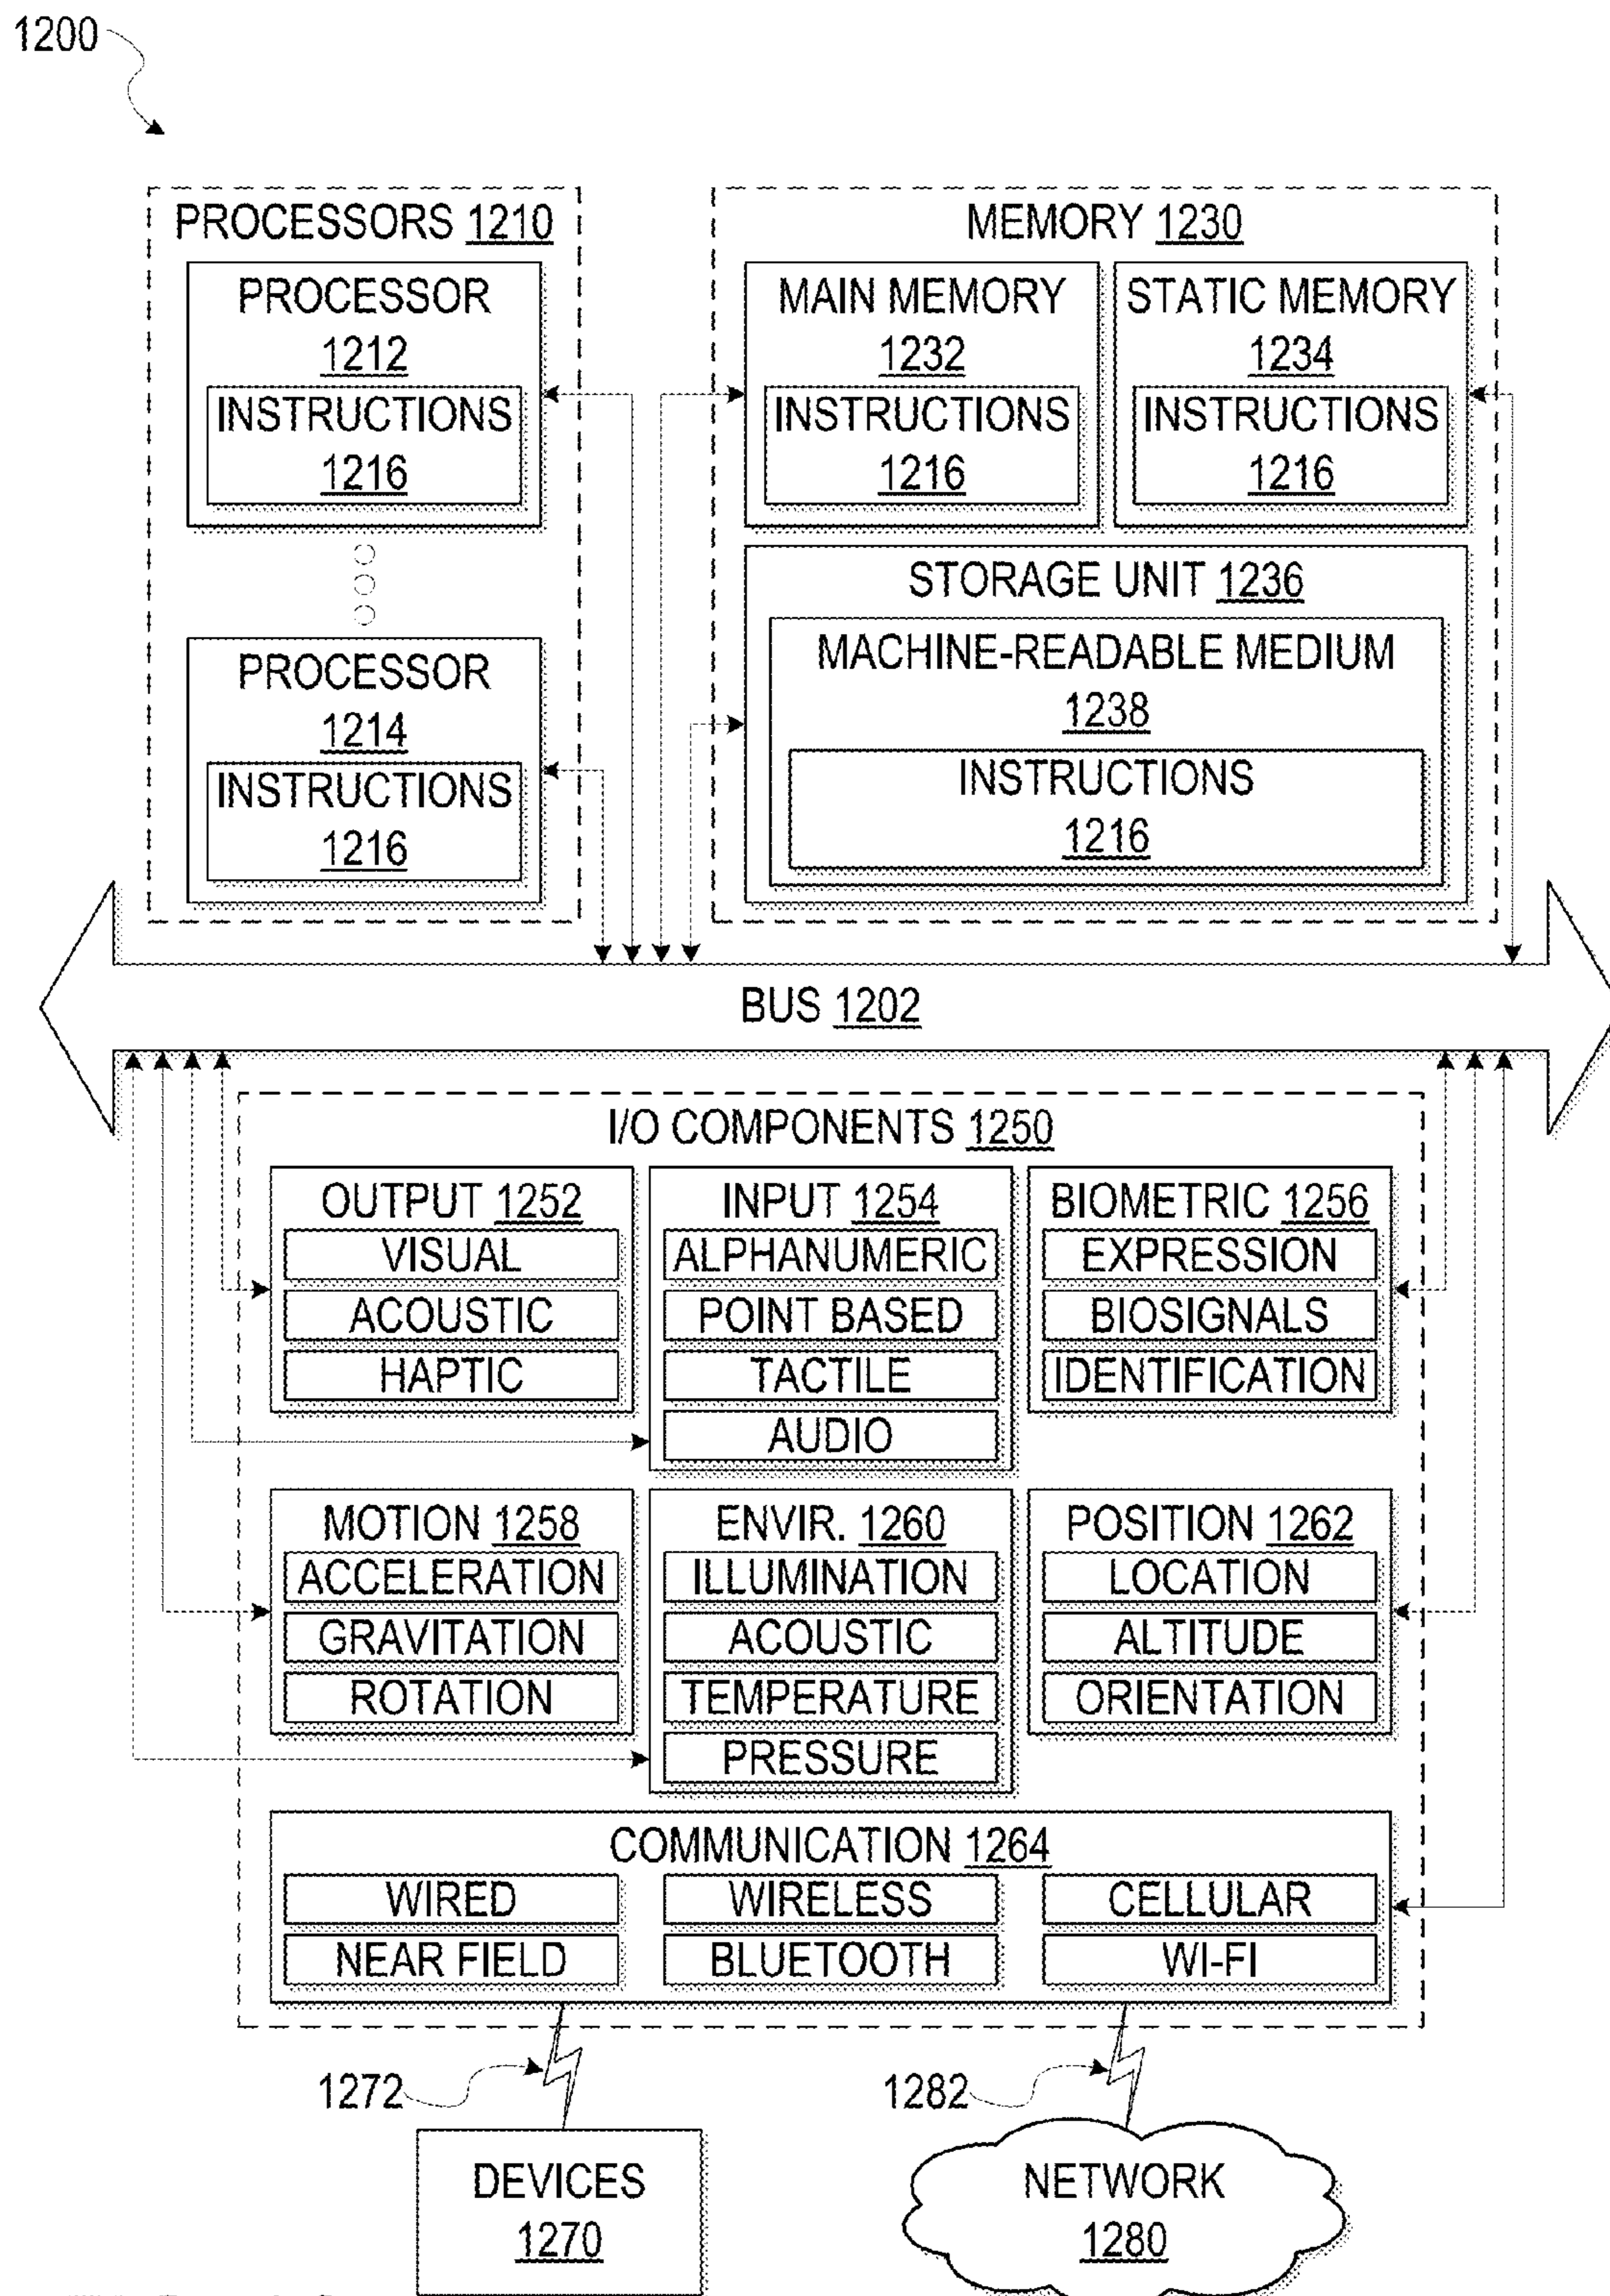 1200
PROCESSORS 1210
PROCESSOR
1212
INSTRUCTIONS
1216
PROCESSOR
1214
INSTRUCTIONS
1216
MEMORY 1230
MAIN MEMORY
1232
INSTRUCTIONS
1216
STATIC MEMORY
1234
INSTRUCTIONS
1216
STORAGE UNIT 1236
MACHINE-READABLE MEDIUM
1238
INSTRUCTIONS
1216
BUS 1202
I/O COMPONENTS 1250
OUTPUT 1252
VISUAL
ACOUSTIC
HAPTIC
INPUT 1254
ALPHANUMERIC
POINT BASED
TACTILE
AUDIO
BIOMETRIC 1256
EXPRESSION
BIOSIGNALS
IDENTIFICATION
MOTION 1258
ACCELERATION
GRAVITATION
ROTATION
ENVIR. 1260
ILLUMINATION
ACOUSTIC
TEMPERATURE
PRESSURE
POSITION 1262
LOCATION
ALTITUDE
ORIENTATION
COMMUNICATION 1264
WIRED
WIRELESS
CELLULAR
NEAR FIELD
BLUETOOTH
WI-FI
1272
1282
DEVICES
1270
NETWORK
1280